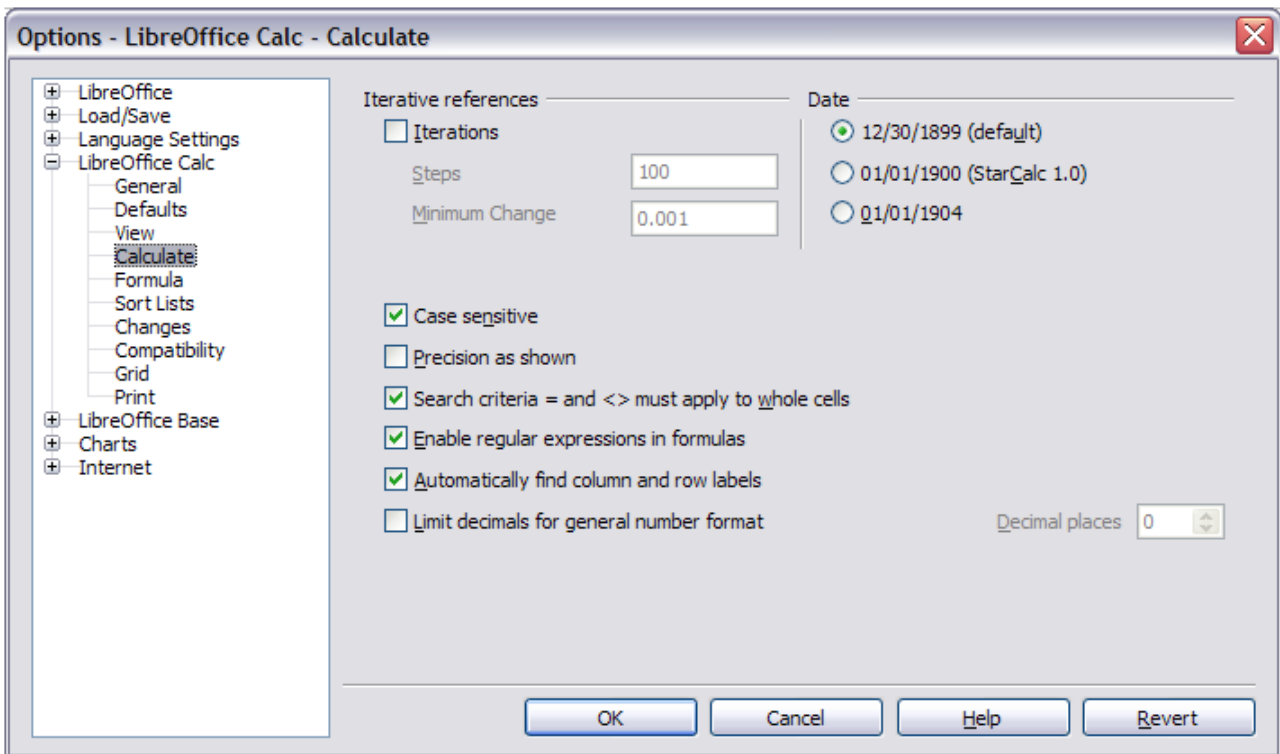 Options - LibreOffice Calc - Calculate
LibreOffice
Load/Save
Language Settings
LibreOffice Calc
General
Defaults
View
Calculate
Formula
Sort Lists
Changes
Compatibility
Grid
Print
LibreOffice Base
Charts
Internet
Iterative references
Iterations
Steps 100
Minimum Change 0.001
Date
12/30/1899 (default)
01/01/1900 (StarCalc 1.0)
01/01/1904
Case sensitive
Precision as shown
Search criteria = and <> must apply to whole cells
Enable regular expressions in formulas
Automatically find column and row labels
Limit decimals for general number format Decimal places 0
OK Cancel Help Revert